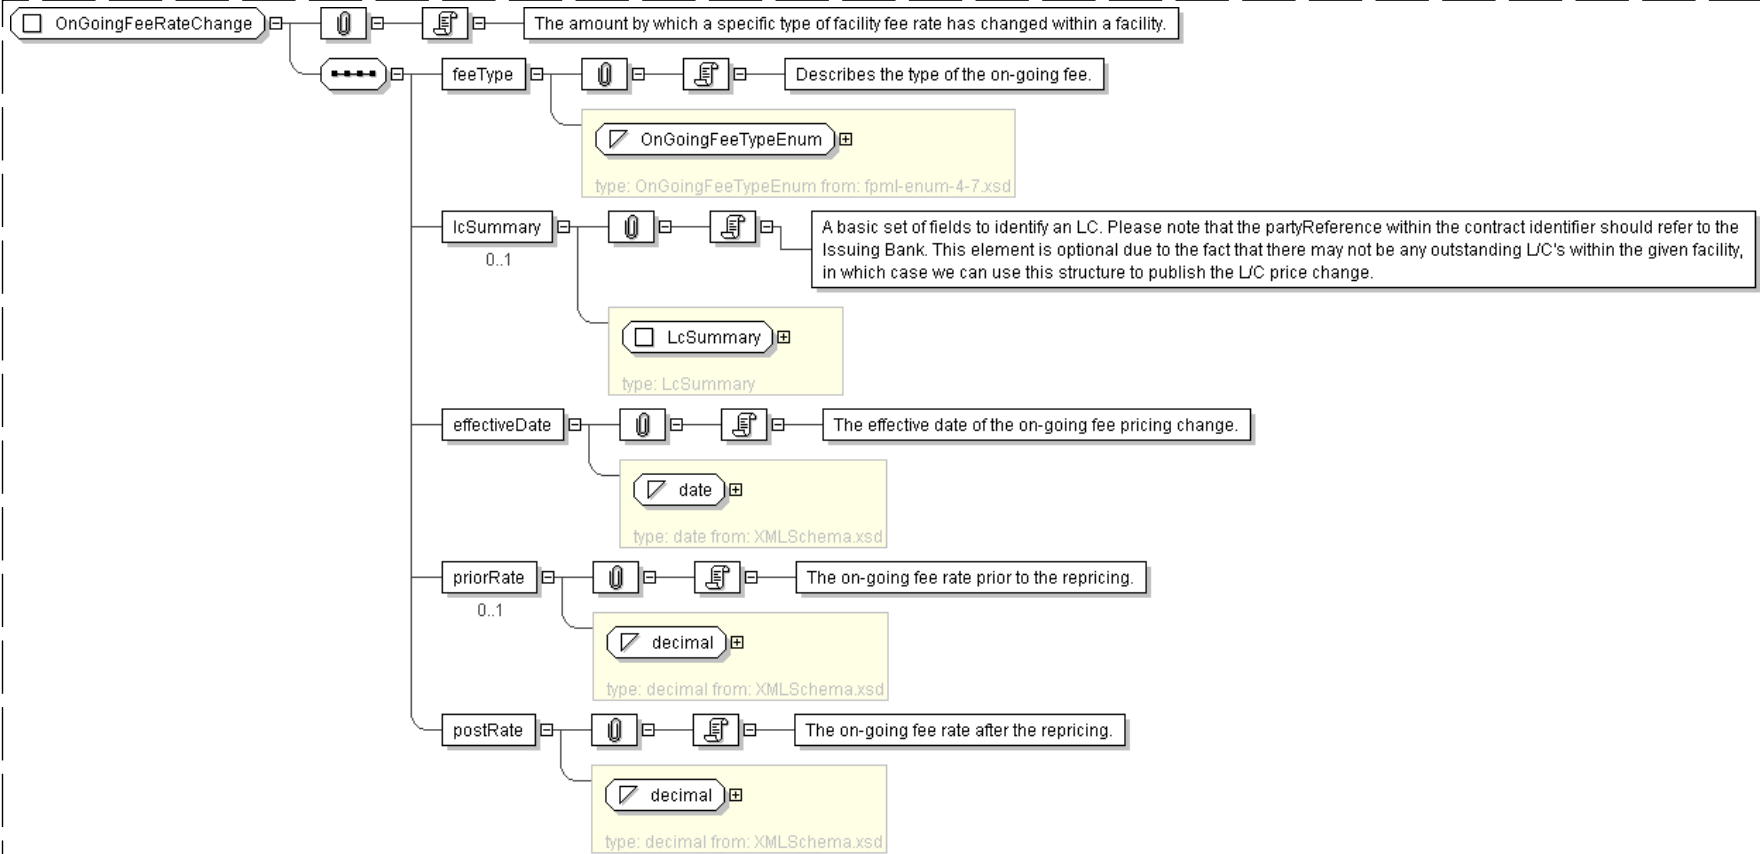 OnGoingFeeRateChange
The amount by which a specific type of facility fee rate has changed within a facility.
feeType
Describes the type of the on-going fee.
OnGoingFeeTypeEnum
type: OnGoingFeeTypeEnum from: fpml-enum-4-7.xsd
lcSummary
0..1
A basic set of fields to identify an LC. Please note that the partyReference within the contract identifier should refer to the
Issuing Bank. This element is optional due to the fact that there may not be any outstanding L/C's within the given facility,
in which case we can use this structure to publish the L/C price change.
LcSummary
type: LcSummary
effectiveDate
The effective date of the on-going fee pricing change.
date
type: date from: XMLSchema.xsd
priorRate
0..1
The on-going fee rate prior to the repricing.
decimal
type: decimal from: XMLSchema.xsd
postRate
The on-going fee rate after the repricing.
decimal
type: decimal from: XMLSchema.xsd